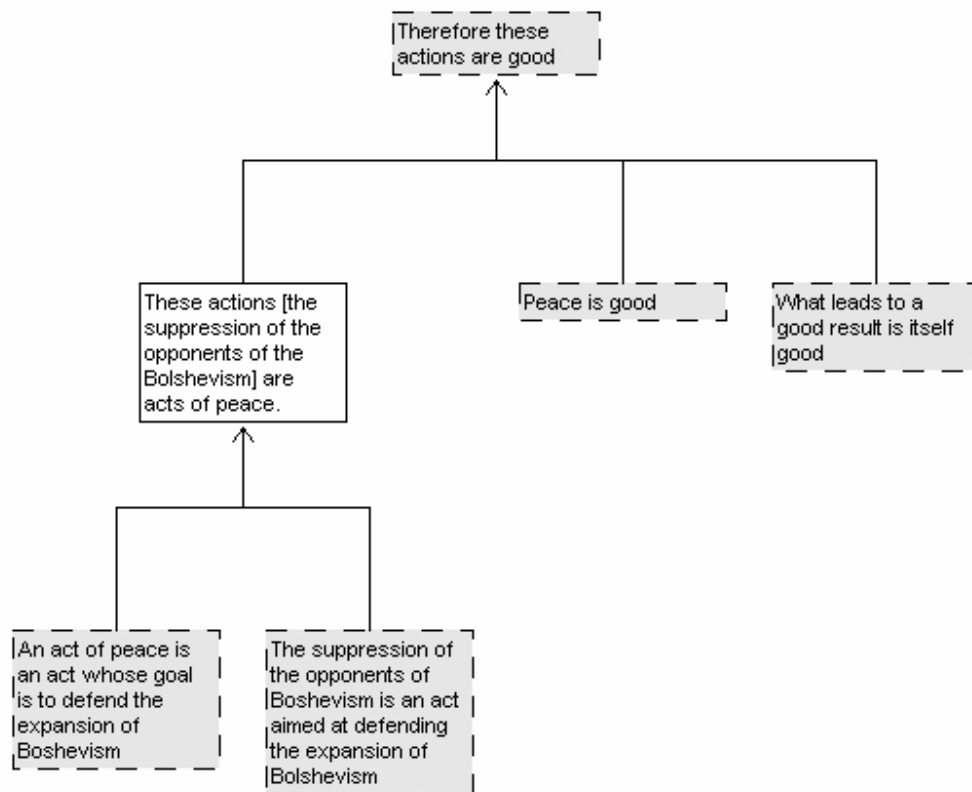 Therefore these
actions are good
These actions [the
suppression of the
opponents of the
Bolshevism] are
acts of peace.
Peace is good
What leads to a
good result is itself
good
An act of peace is
an act whose goal
is to defend the
expansion of
Boshevism
The suppression of
the opponents of
Boshevism is an act
aimed at defending
the expansion of
Bolshevism